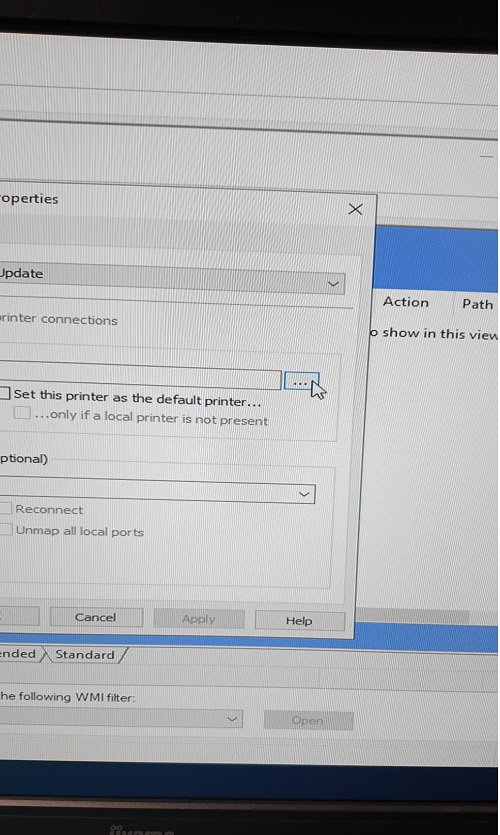 operties
Update
Action Path
rinter connections
o show in this view
...
Set this printer as the default printer...
...only if a local printer is not present
ptional)
Reconnect
Unmap all local ports
Cancel Apply Help
ended Standard
he following WMI filter:
Open